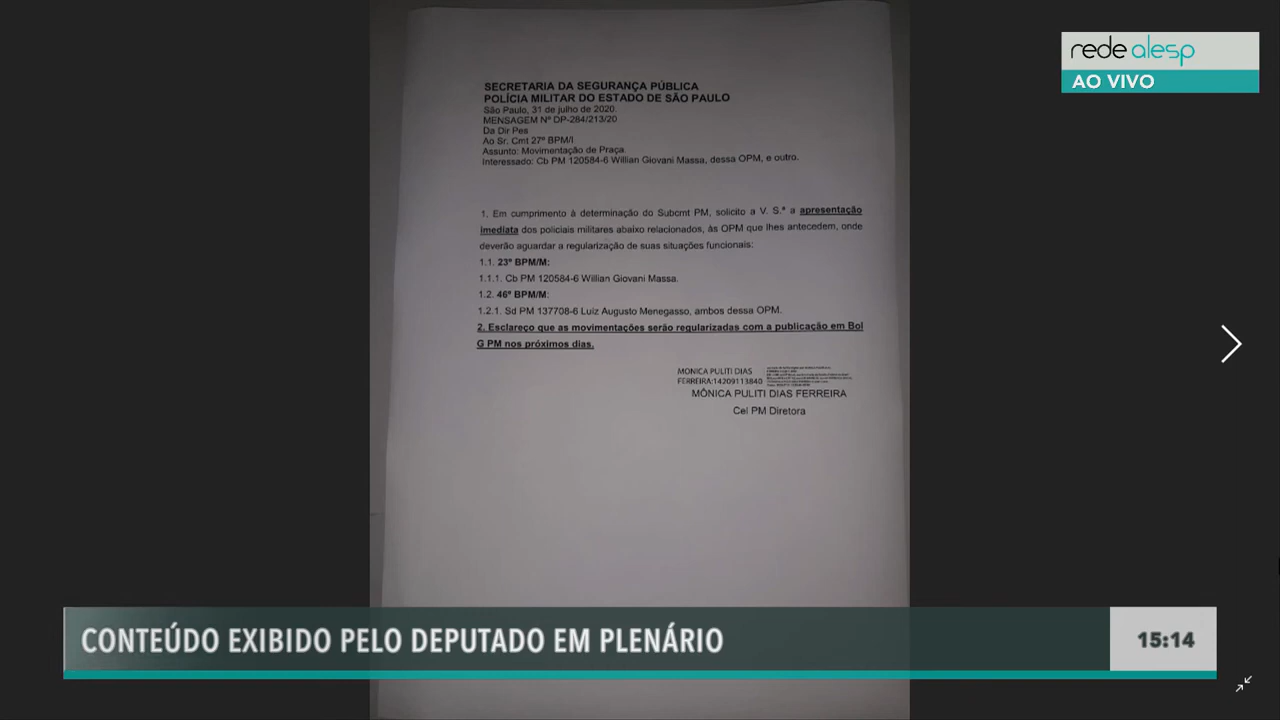 rede alesp
AO VIVO
SECRETARIA DA SEGURANÇA PÚBLICA
POLÍCIA MILITAR DO ESTADO DE SÃO PAULO
São Paulo, 31 de julho de 2020.
MENSAGEM Nº DP-284/213/20
Da Dir Pes
Ao Sr. Cmt 27º BPM/I
Assunto: Movimentação de Praça.
Interessado: Cb PM 120584-6 Willian Giovani Massa, dessa OPM, e outro.
1. Em cumprimento à determinação do Subcmt PM, solicito a V. S.ª a apresentação
imediata dos policiais militares abaixo relacionados, às OPM que lhes antecedem, onde
deverão aguardar a regularização de suas situações funcionais:
1.1. 23º BPM/M:
1.1.1. Cb PM 120584-6 Willian Giovani Massa.
1.2. 46º BPM/M:
1.2.1. Sd PM 137708-6 Luiz Augusto Menegasso, ambos dessa OPM.
2. Esclareço que as movimentações serão regularizadas com a publicação em Bol
G PM nos próximos dias.
MONICA PULITI DIAS
FERREIRA:14209113840
MÔNICA PULITI DIAS FERREIRA
Cel PM Diretora
CONTEÚDO EXIBIDO PELO DEPUTADO EM PLENÁRIO
15:14